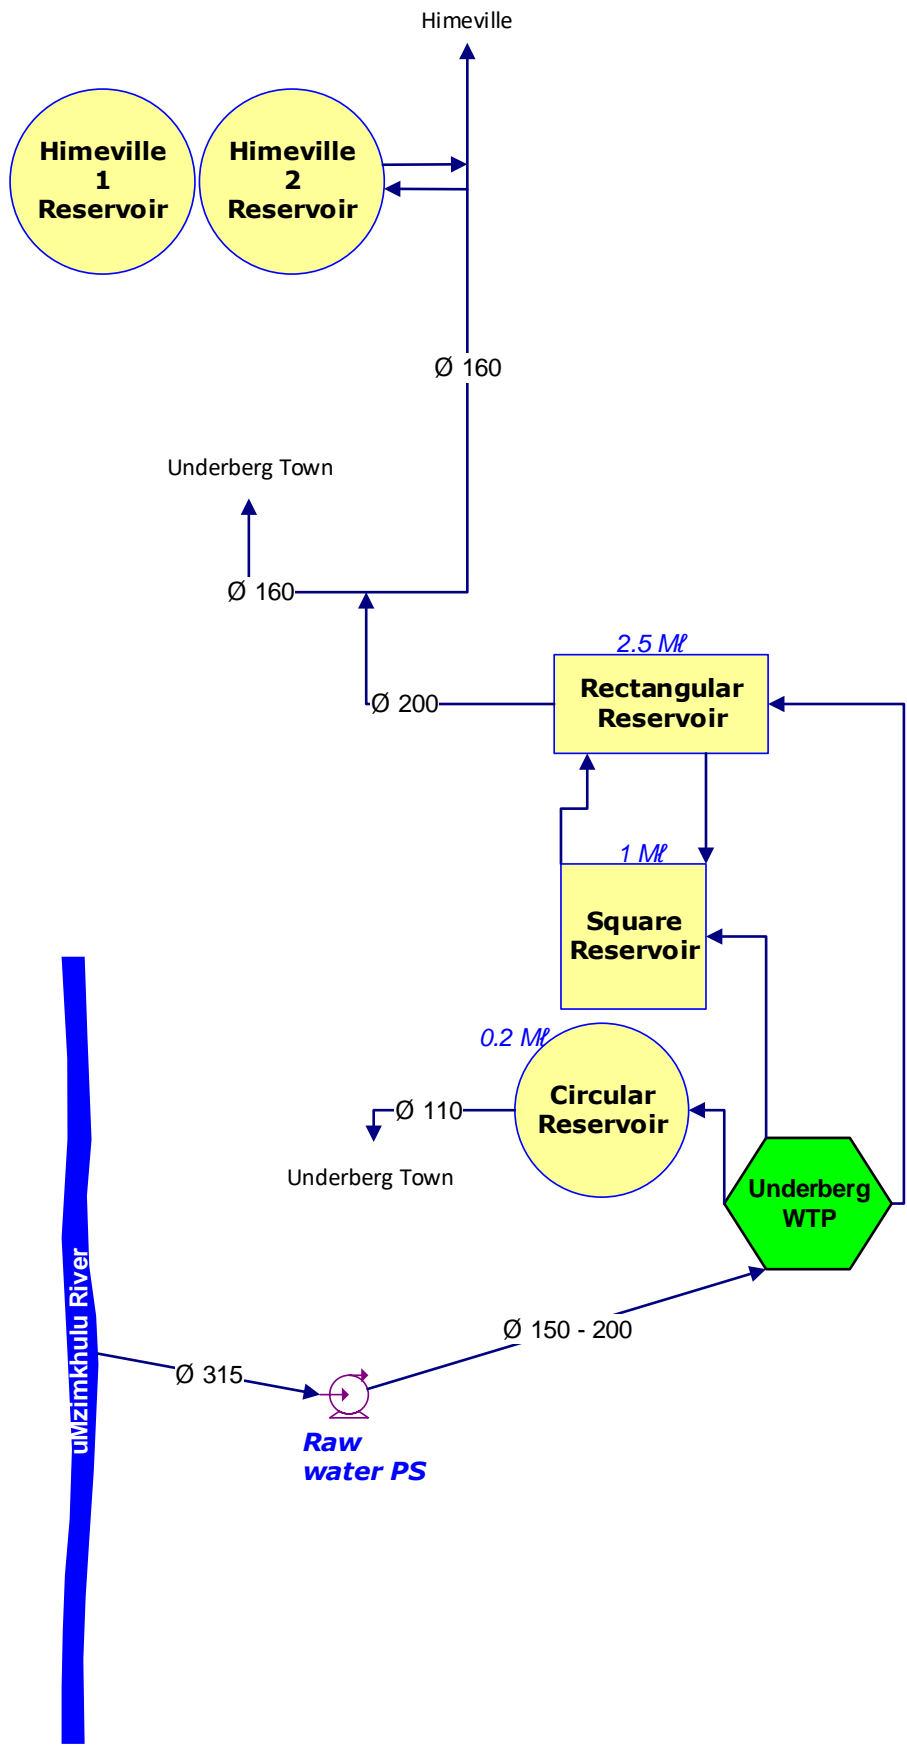 Himeville
Himeville
1
Reservoir
Himeville
2
Reservoir
Ø 160
Underberg Town
Ø 160
2.5 Mℓ
Rectangular
Reservoir
Ø 200
1 Mℓ
Square
Reservoir
0.2 Mℓ
Circular
Reservoir
Ø 110
Underberg Town
Underberg
WTP
uMzimkhulu River
Ø 150 - 200
Ø 315
Raw
water PS